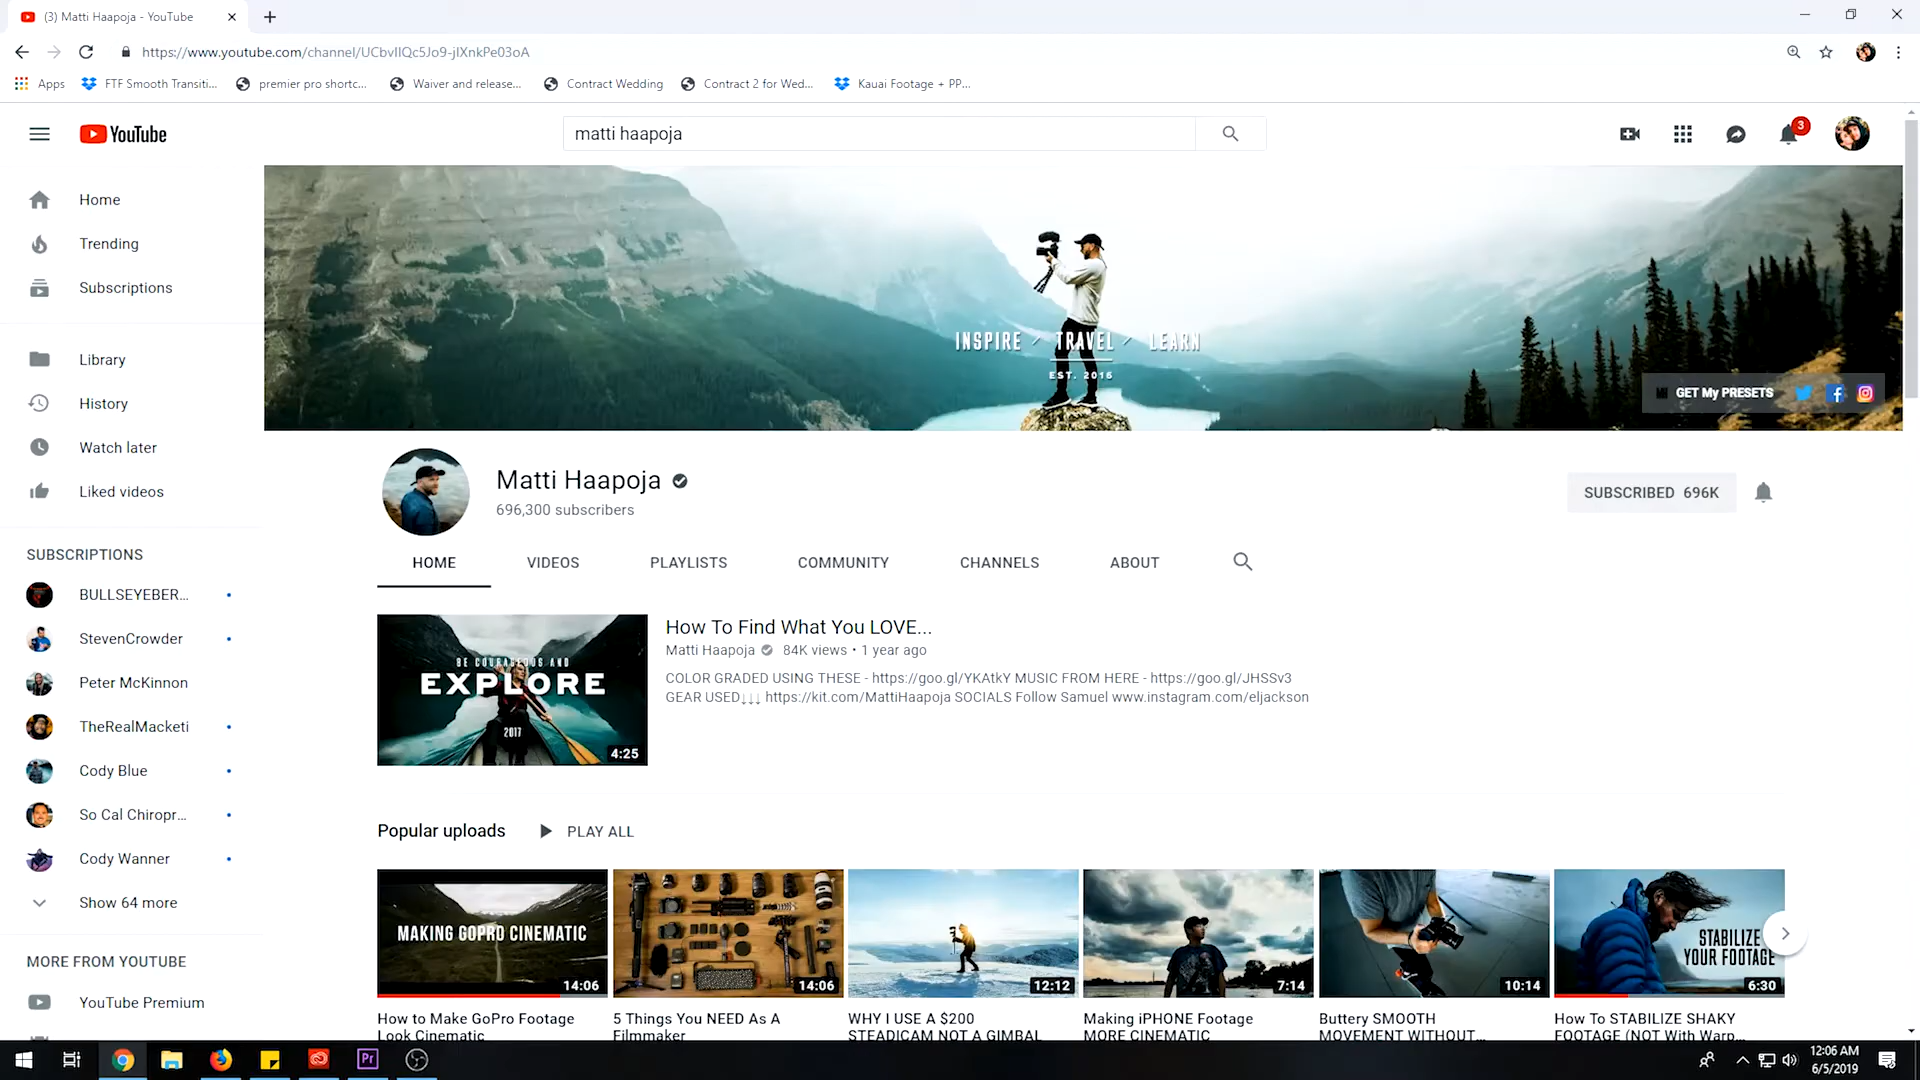 (3) Matti Haapoja - YouTube
https://www.youtube.com/channel/UCbvIlQc5Jo9-jIXnkPe03oA
Apps
FTF Smooth Transiti...
premier pro shortc...
Waiver and release...
Contract Wedding
Contract 2 for Wed...
Kauai Footage + PP...
YouTube
matti haapoja
3
Home
Trending
Subscriptions
Library
History
Watch later
Liked videos
SUBSCRIPTIONS
BULLSEYEBER...
StevenCrowder
Peter McKinnon
TheRealMacketi
Cody Blue
So Cal Chiropr...
Cody Wanner
Show 64 more
MORE FROM YOUTUBE
YouTube Premium
INSPIRE / TRAVEL / LEARN
EST. 2016
GET My PRESETS
Matti Haapoja
696,300 subscribers
SUBSCRIBED 696K
HOME
VIDEOS
PLAYLISTS
COMMUNITY
CHANNELS
ABOUT
BE COURAGEOUS AND
EXPLORE
2017
4:25
How To Find What You LOVE...
Matti Haapoja 84K views • 1 year ago
COLOR GRADED USING THESE - https://goo.gl/YKAtkY MUSIC FROM HERE - https://goo.gl/JHSSv3
GEAR USED↓↓↓ https://kit.com/MattiHaapoja SOCIALS Follow Samuel www.instagram.com/eljackson
Popular uploads
PLAY ALL
MAKING GOPRO CINEMATIC
14:06
How to Make GoPro Footage
Look Cinematic
14:06
5 Things You NEED As A
Filmmaker
12:12
WHY I USE A $200
STEADICAM NOT A GIMBAL
7:14
Making iPHONE Footage
MORE CINEMATIC
10:14
Buttery SMOOTH
MOVEMENT WITHOUT...
STABILIZE
YOUR FOOTAGE
6:30
How To STABILIZE SHAKY
FOOTAGE (NOT With Warp...
Pr
12:06 AM
6/5/2019